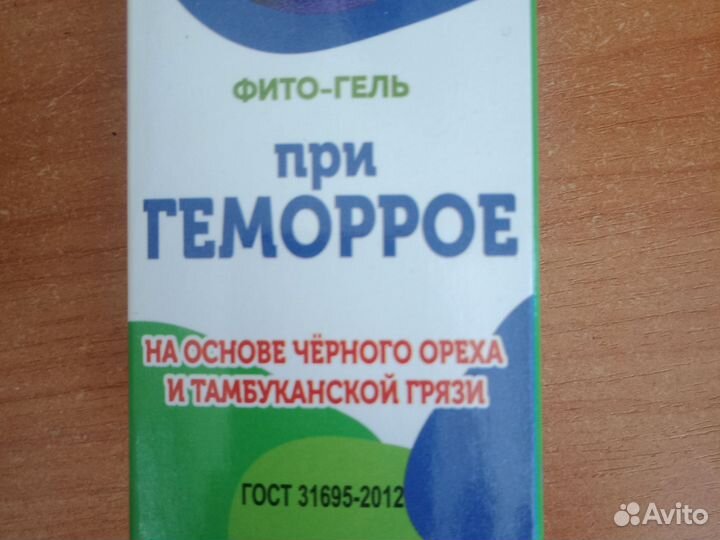 ФИТО-ГЕЛЬ
при
ГЕМОРРОЕ
НА ОСНОВЕ ЧЁРНОГО ОРЕХА
И ТАМБУКАНСКОЙ ГРЯЗИ
ГОСТ 31695-2012
Avito